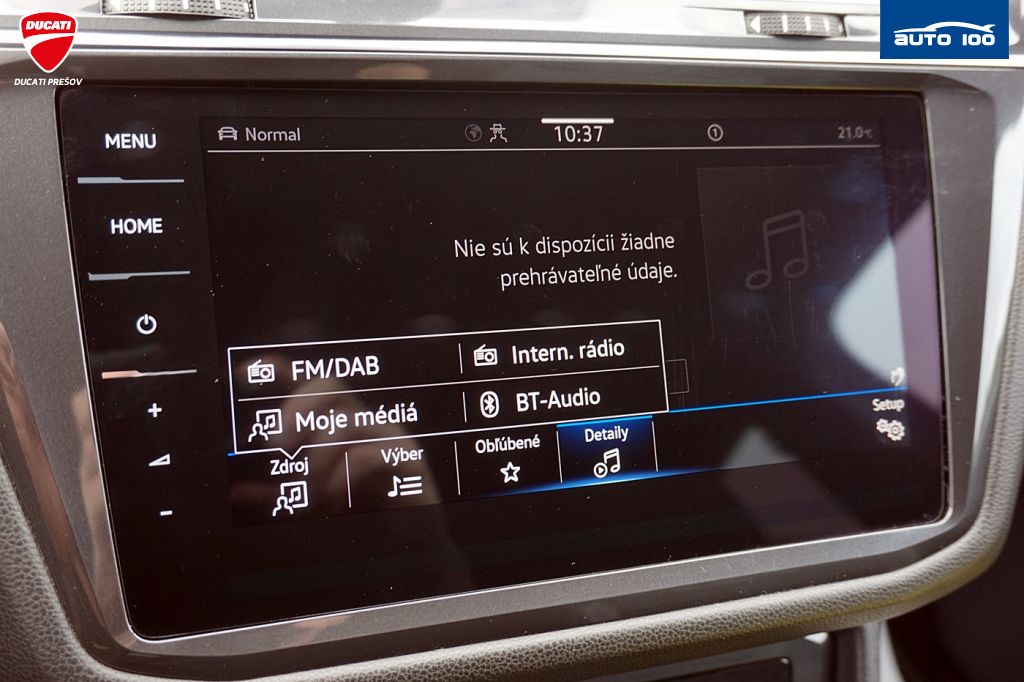 DUCATI
DUCATI PREŠOV
AUTO 100
MENU
HOME
Normal
10:37
1
21.0°C
Nie sú k dispozícii žiadne
prehrávateľné údaje.
FM/DAB
Intern. rádio
Moje médiá
BT-Audio
Zdroj
Výber
Obľúbené
Detaily
Setup